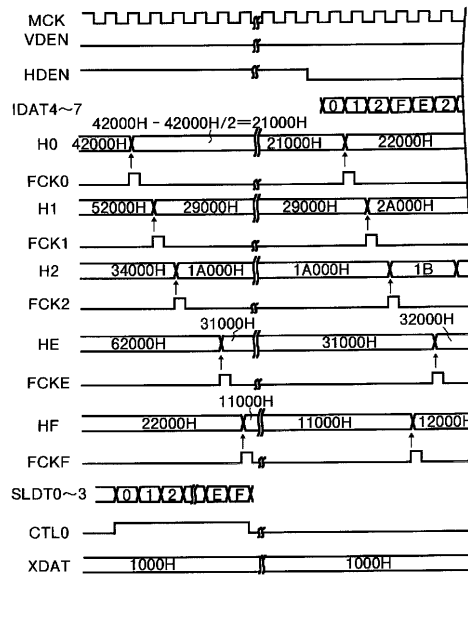 MCK
VDEN
HDEN
IDAT4~7 0 1 2 F E 2
42000H - 42000H/2=21000H
H0 42000H 21000H 22000H
FCK0
H1 52000H 29000H 29000H 2A000H
FCK1
H2 34000H 1A000H 1A000H 1B
FCK2
31000H 32000H
HE 62000H 31000H
FCKE
11000H
HF 22000H 11000H 12000H
FCKF
SLDT0~3 0 1 2 E F
CTL0
XDAT 1000H 1000H